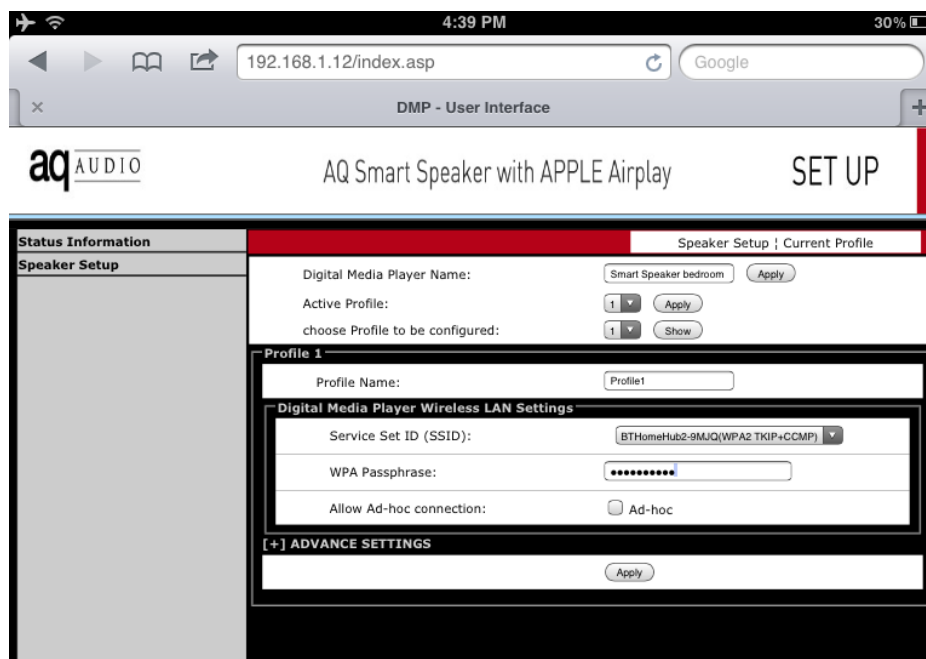 4:39 PM
30%
192.168.1.12/index.asp
Google
DMP - User Interface
aq AUDIO
AQ Smart Speaker with APPLE Airplay
SET UP
Status Information
Speaker Setup
Speaker Setup ¦ Current Profile
Digital Media Player Name: Smart Speaker bedroom Apply
Active Profile: 1 Apply
choose Profile to be configured: 1 Show
Profile 1
Profile Name: Profile1
Digital Media Player Wireless LAN Settings
Service Set ID (SSID): BTHomeHub2-9MJQ(WPA2 TKIP+CCMP)
WPA Passphrase: ••••••••••
Allow Ad-hoc connection: Ad-hoc
[+] ADVANCE SETTINGS
Apply